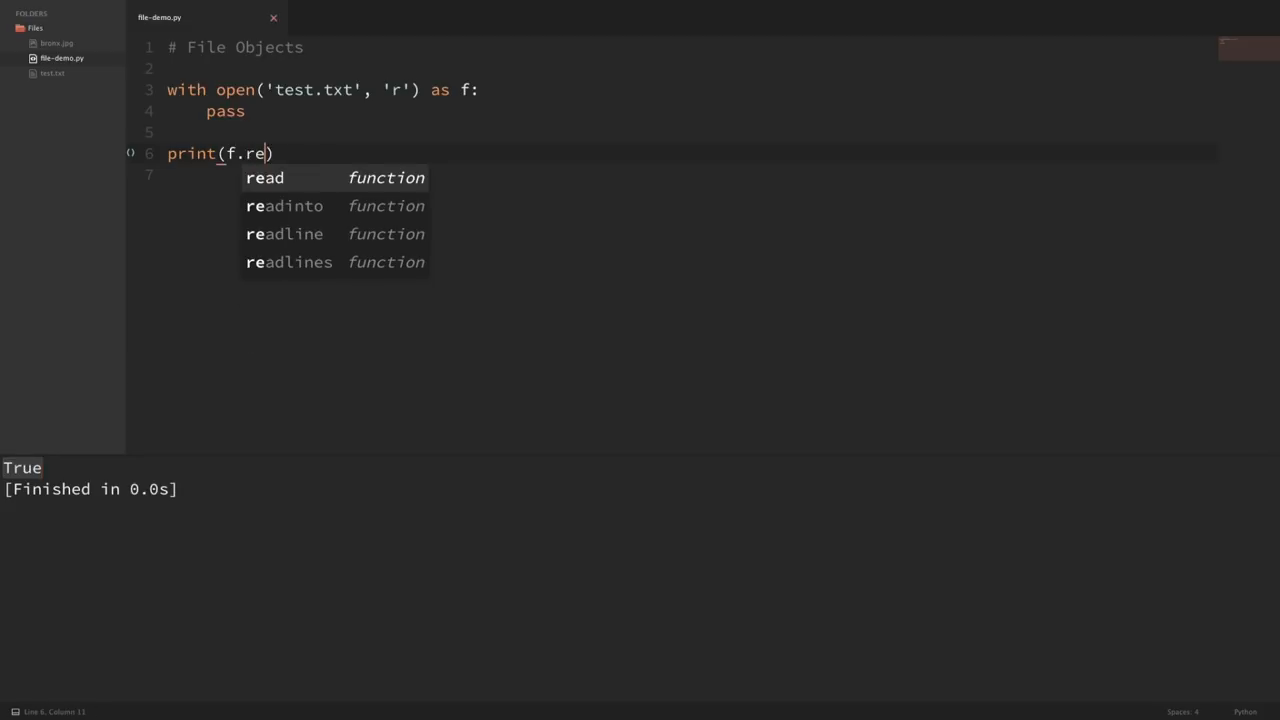 FOLDERS
Files
bronx.jpg
file-demo.py
test.txt
file-demo.py
1 # File Objects
2
3 with open('test.txt', 'r') as f:
4     pass
5
6 print(f.re)
7
read function
readinto function
readline function
readlines function
True
[Finished in 0.0s]
Line 6, Column 11
Spaces: 4
Python